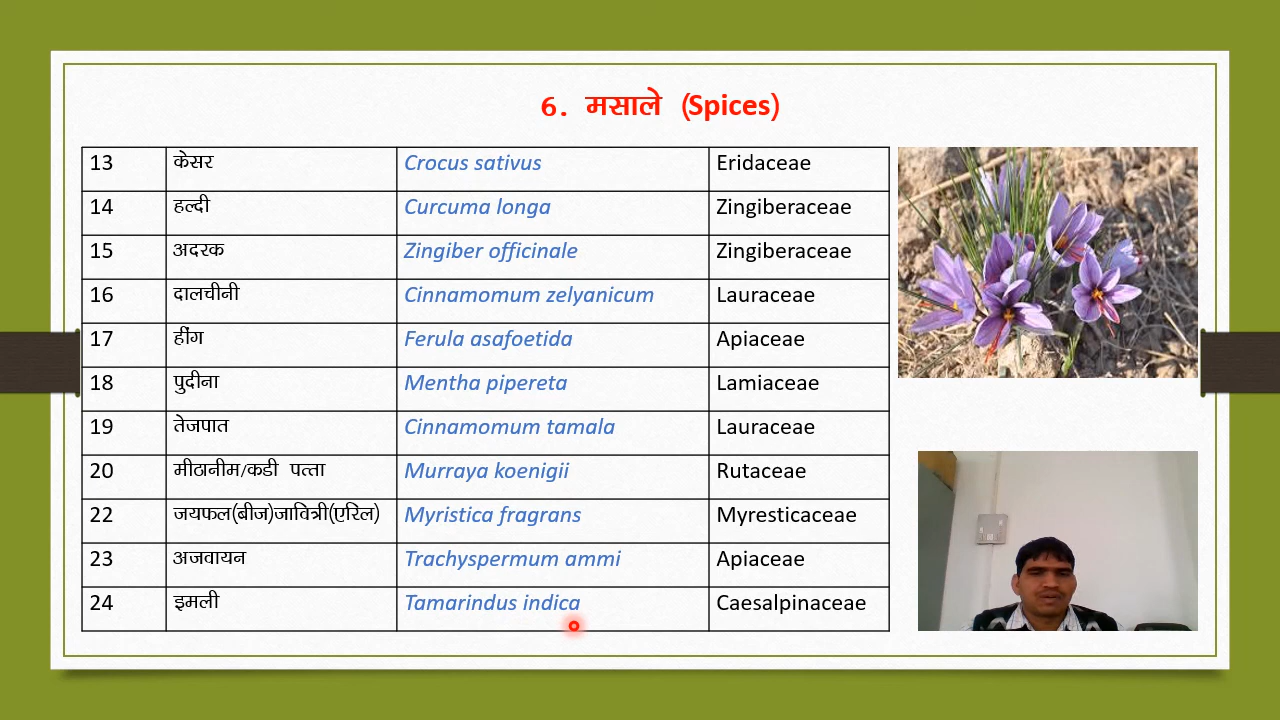 6. मसाले (Spices)
13 केसर Crocus sativus Eridaceae
14 हल्दी Curcuma longa Zingiberaceae
15 अदरक Zingiber officinale Zingiberaceae
16 दालचीनी Cinnamomum zelyanicum Lauraceae
17 हींग Ferula asafoetida Apiaceae
18 पुदीना Mentha pipereta Lamiaceae
19 तेजपात Cinnamomum tamala Lauraceae
20 मीठानीम/कडी पत्ता Murraya koenigii Rutaceae
22 जयफल(बीज)जावित्री(एरिल) Myristica fragrans Myresticaceae
23 अजवायन Trachyspermum ammi Apiaceae
24 इमली Tamarindus indica Caesalpinaceae